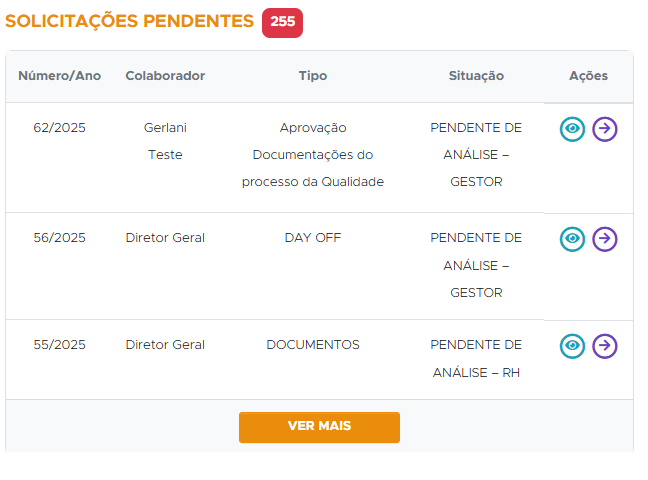 SOLICITAÇÕES PENDENTES 255
Número/Ano Colaborador Tipo Situação Ações
62/2025 Gerlani Aprovação PENDENTE DE
Teste Documentações do ANÁLISE –
processo da Qualidade GESTOR
56/2025 Diretor Geral DAY OFF PENDENTE DE
ANÁLISE –
GESTOR
55/2025 Diretor Geral DOCUMENTOS PENDENTE DE
ANÁLISE – RH
VER MAIS